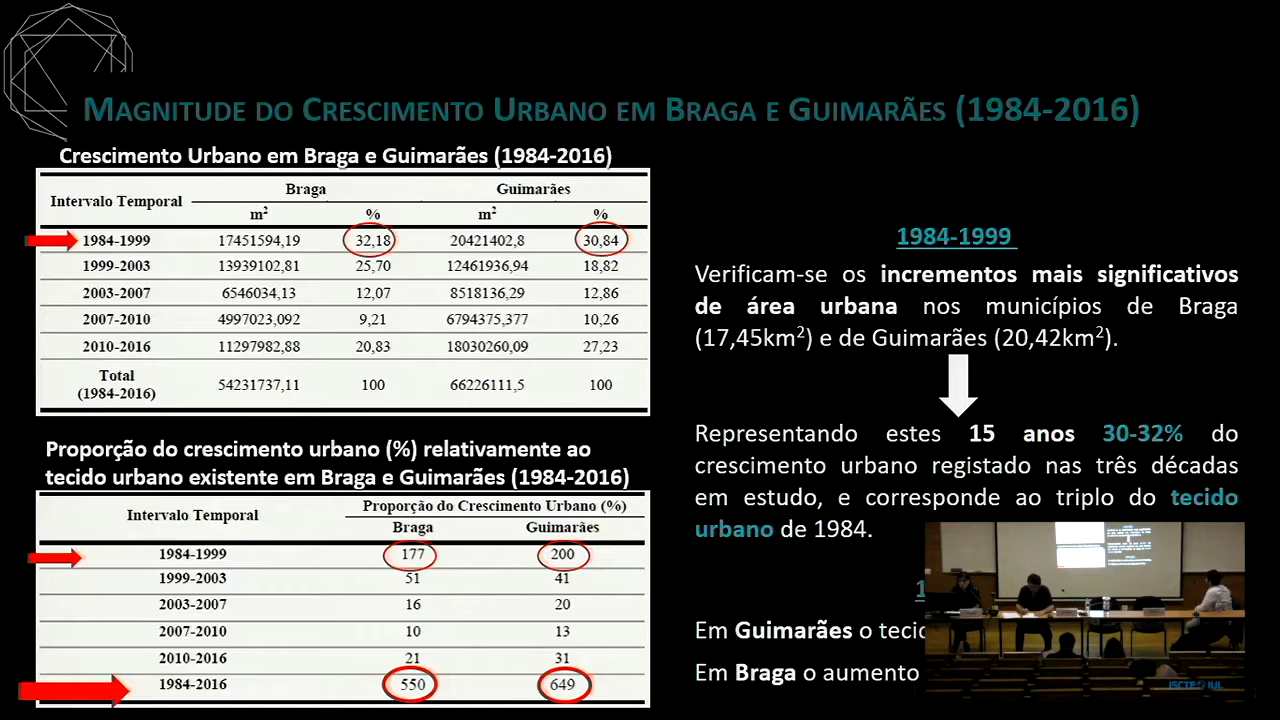 MAGNITUDE DO CRESCIMENTO URBANO EM BRAGA E GUIMARÃES (1984-2016)
Crescimento Urbano em Braga e Guimarães (1984-2016)
Intervalo Temporal Braga Guimarães
m² % m² %
1984-1999 17451594,19 32,18 20421402,8 30,84
1999-2003 13939102,81 25,70 12461936,94 18,82
2003-2007 6546034,13 12,07 8518136,29 12,86
2007-2010 4997023,092 9,21 6794375,377 10,26
2010-2016 11297982,88 20,83 18030260,09 27,23
Total
(1984-2016) 54231737,11 100 66226111,5 100
Proporção do crescimento urbano (%) relativamente ao
tecido urbano existente em Braga e Guimarães (1984-2016)
Intervalo Temporal Proporção do Crescimento Urbano (%)
Braga Guimarães
1984-1999 177 200
1999-2003 51 41
2003-2007 16 20
2007-2010 10 13
2010-2016 21 31
1984-2016 550 649
1984-1999
Verificam-se os incrementos mais significativos
de área urbana nos municípios de Braga
(17,45km²) e de Guimarães (20,42km²).
Representando estes 15 anos 30-32% do
crescimento urbano registado nas três décadas
em estudo, e corresponde ao triplo do tecido
urbano de 1984.
Em Guimarães o tecid
Em Braga o aumento
ISCTE IUL